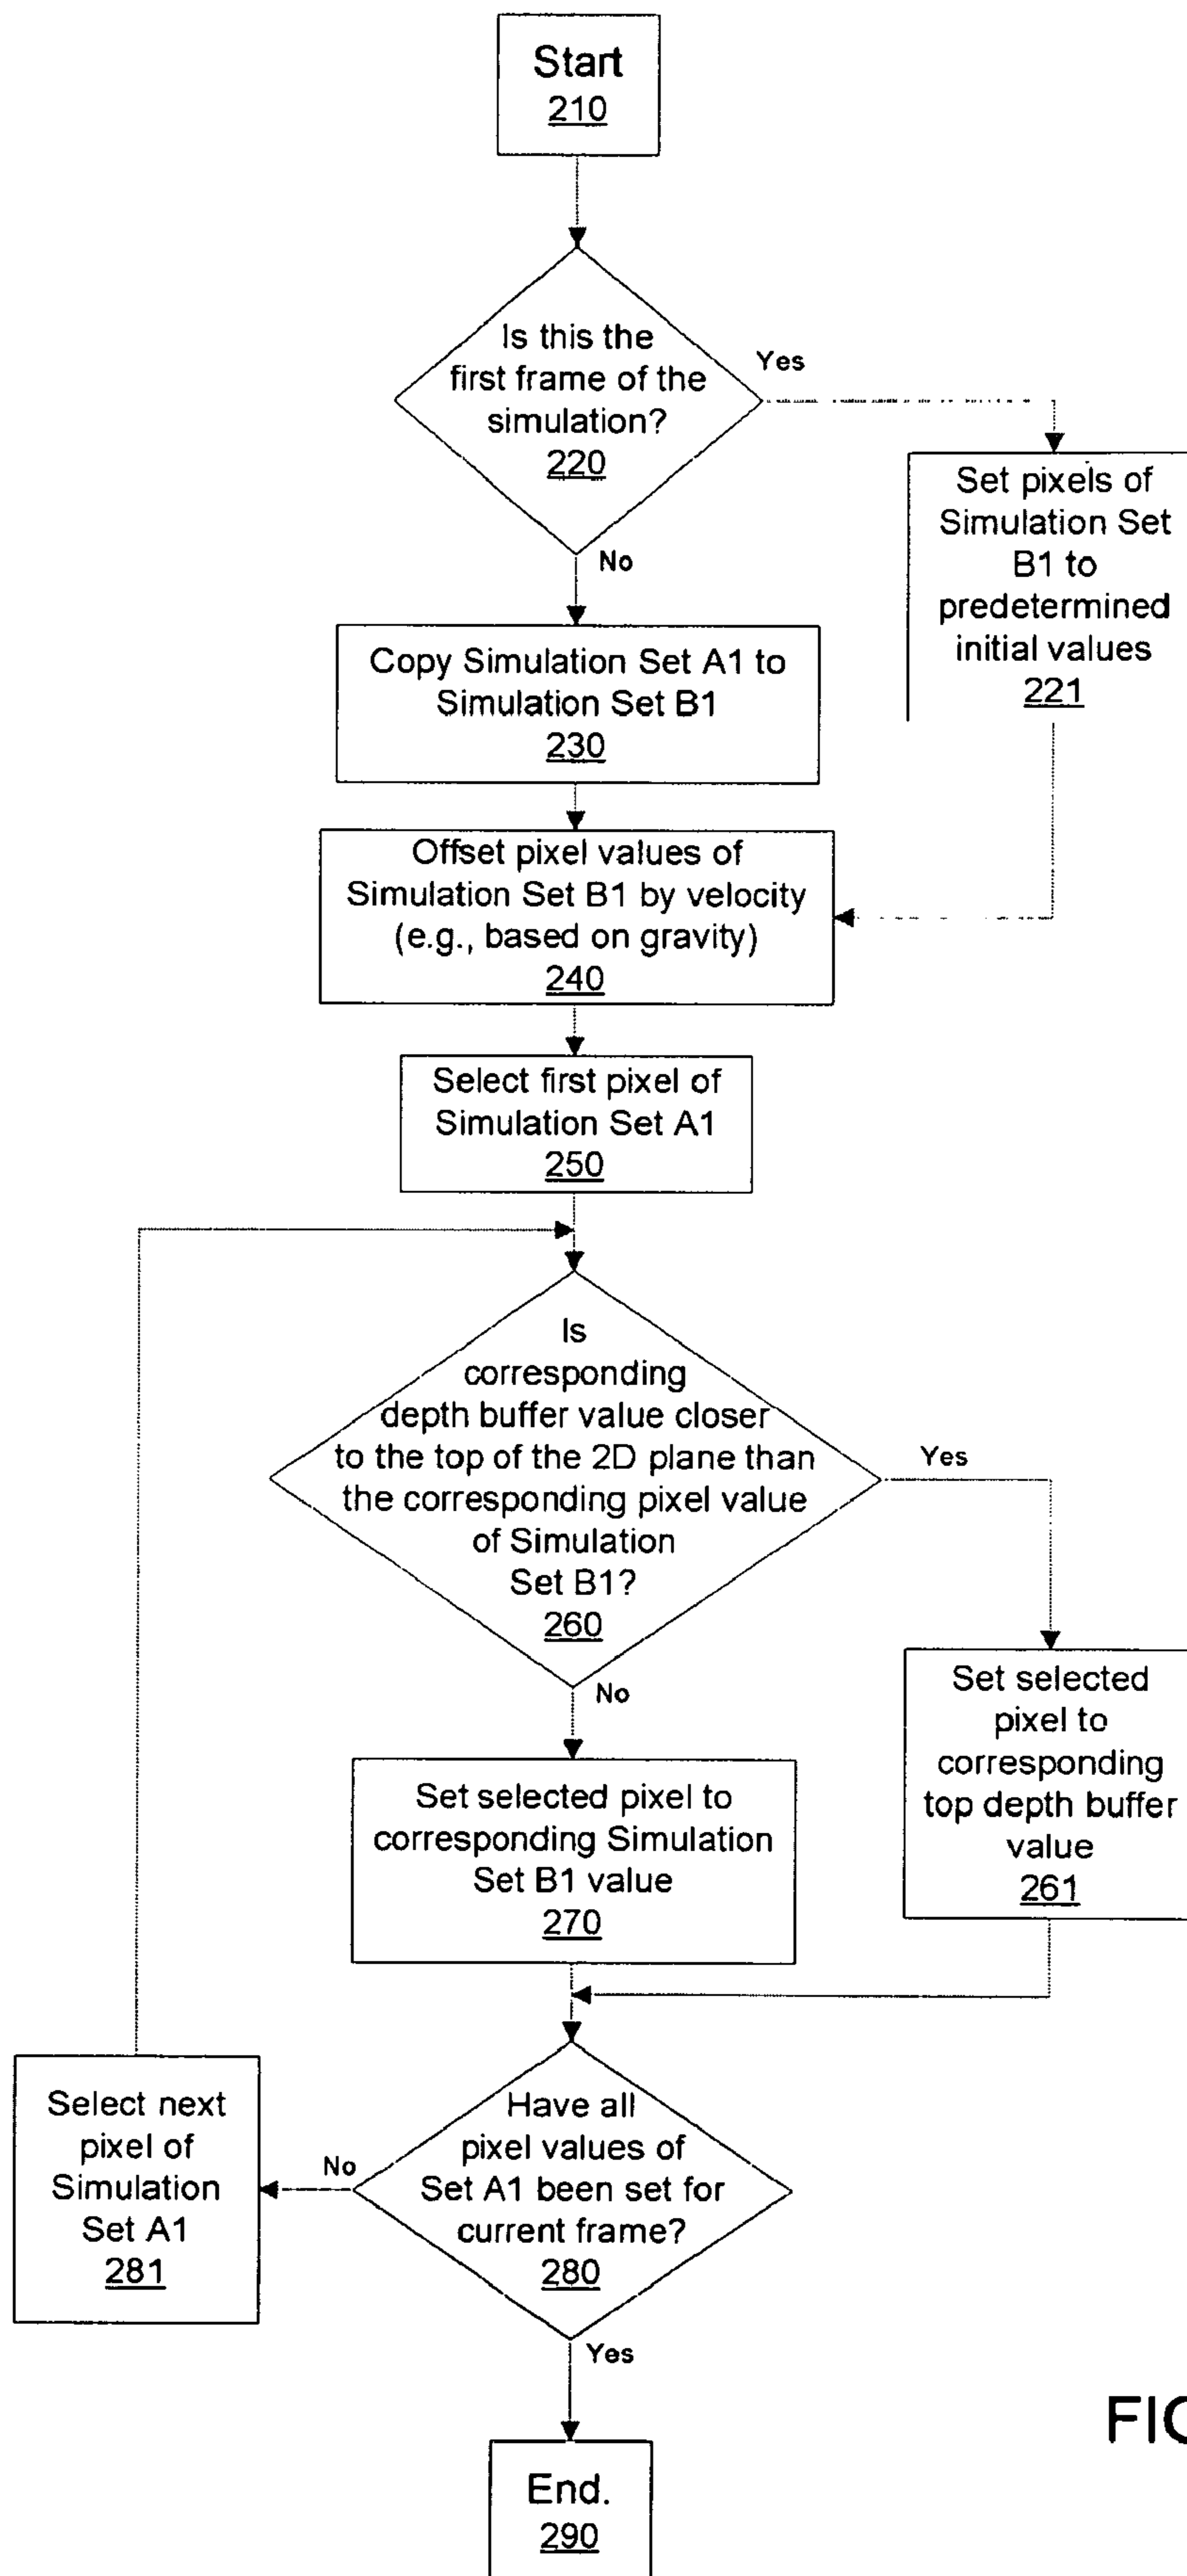 Start
210
Is this the
first frame of the
simulation?
220
Yes
No
Set pixels of
Simulation Set
B1 to
predetermined
initial values
221
Copy Simulation Set A1 to
Simulation Set B1
230
Offset pixel values of
Simulation Set B1 by velocity
(e.g., based on gravity)
240
Select first pixel of
Simulation Set A1
250
Is
corresponding
depth buffer value closer
to the top of the 2D plane than
the corresponding pixel value
of Simulation
Set B1?
260
Yes
No
Set selected
pixel to
corresponding
top depth buffer
value
261
Set selected pixel to
corresponding Simulation
Set B1 value
270
Select next
pixel of
Simulation
Set A1
281
No
Have all
pixel values of
Set A1 been set for
current frame?
280
Yes
End.
290